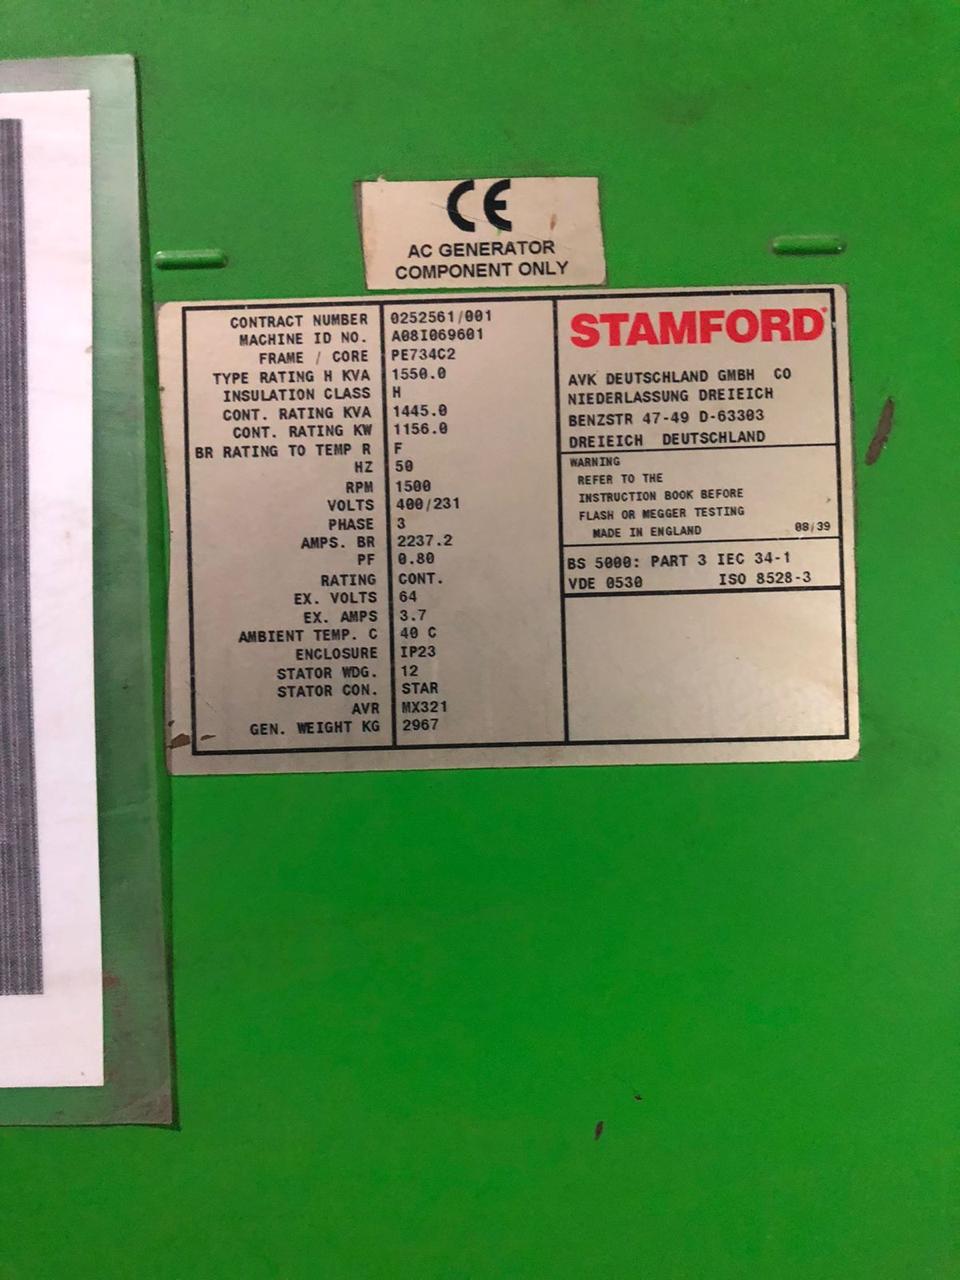 CE
AC GENERATOR
COMPONENT ONLY
CONTRACT NUMBER 0252561/001
MACHINE ID NO. A08I069601
FRAME / CORE PE734C2
TYPE RATING H KVA 1550.0
INSULATION CLASS H
CONT. RATING KVA 1445.0
CONT. RATING KW 1156.0
BR RATING TO TEMP R F
HZ 50
RPM 1500
VOLTS 400/231
PHASE 3
AMPS. BR 2237.2
PF 0.80
RATING CONT.
EX. VOLTS 64
EX. AMPS 3.7
AMBIENT TEMP. C 40 C
ENCLOSURE IP23
STATOR WDG. 12
STATOR CON. STAR
AVR MX321
GEN. WEIGHT KG 2967
STAMFORD
AVK DEUTSCHLAND GMBH CO
NIEDERLASSUNG DREIEICH
BENZSTR 47-49 D-63303
DREIEICH DEUTSCHLAND
WARNING
REFER TO THE
INSTRUCTION BOOK BEFORE
FLASH OR MEGGER TESTING
MADE IN ENGLAND 08/39
BS 5000: PART 3 IEC 34-1
VDE 0530 ISO 8528-3